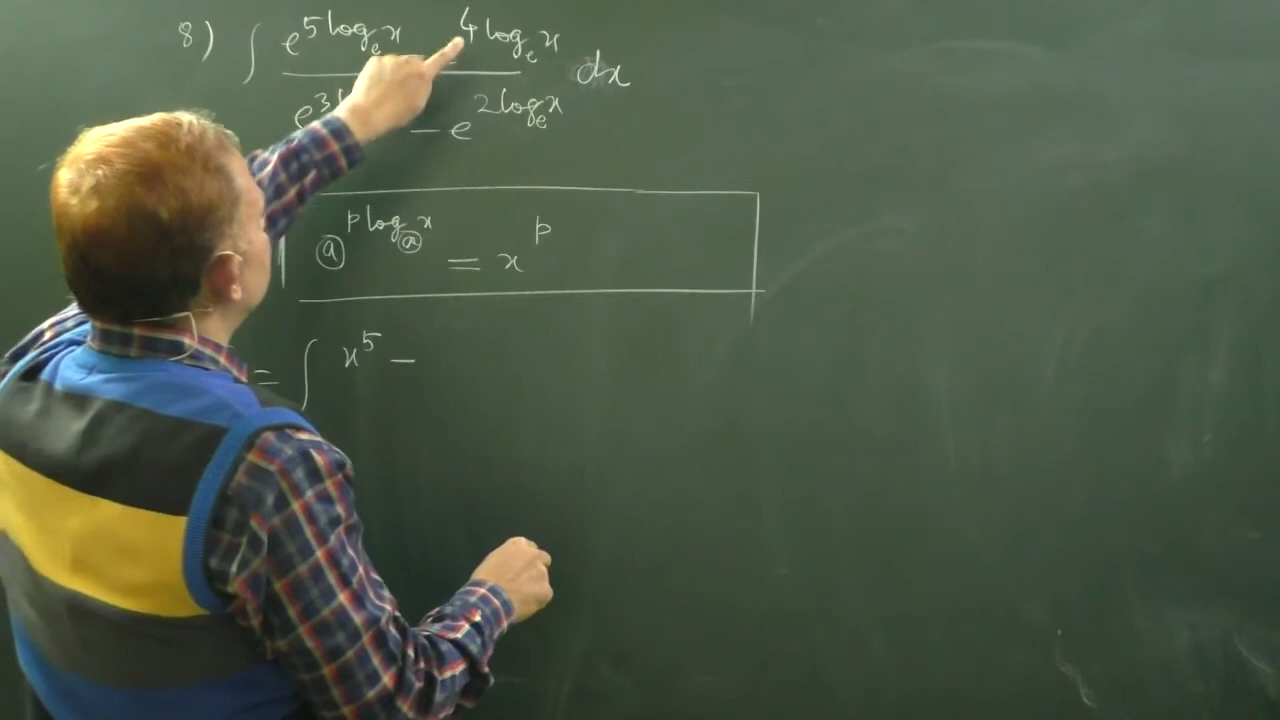 8) ∫ e^{5 log_e x} 4 log_e x dx
e^3 − e^{2 log_e x}
a^{p log_a x} = x^p
= ∫ x^5 −